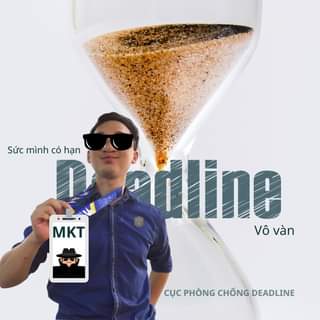 Sức mình có hạn
Deadline
Vô vàn
MKT
CỤC PHÒNG CHỐNG DEADLINE